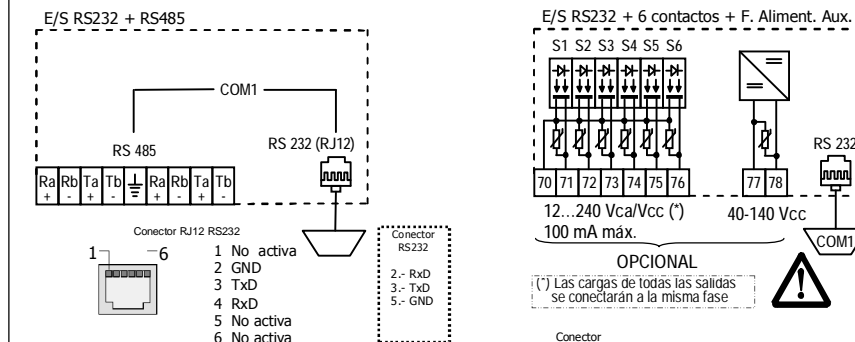 E/S RS232 + RS485
COM1
RS 485
RS 232 (RJ12)
Ra Rb Ta Tb Ra Rb Ta Tb
+ - + - + - + -
Conector RJ12 RS232
1 6
1 No activa
2 GND
3 TxD
4 RxD
5 No activa
6 No activa
Conector
RS232
2.- RxD
3.- TxD
5.- GND
E/S RS232 + 6 contactos + F. Aliment. Aux.
S1 S2 S3 S4 S5 S6
RS 232
70 71 72 73 74 75 76
77 78
12...240 Vca/Vcc (*)
100 mA máx.
40-140 Vcc
COM1
OPCIONAL
(*) Las cargas de todas las salidas
se conectarán a la misma fase
Conector